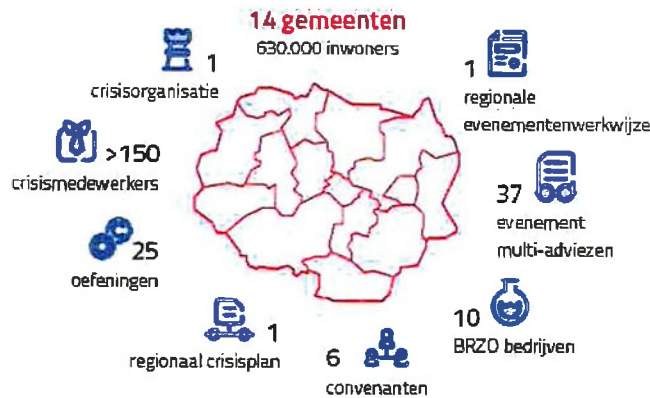 14 gemeenten
630.000 inwoners
1
crisisorganisatie
1
regionale
evenementenwerkwijze
>150
crisismedewerkers
37
evenement
multi-adviezen
25
oefeningen
10
BRZO bedrijven
1
regionaal crisisplan
6
convenanten